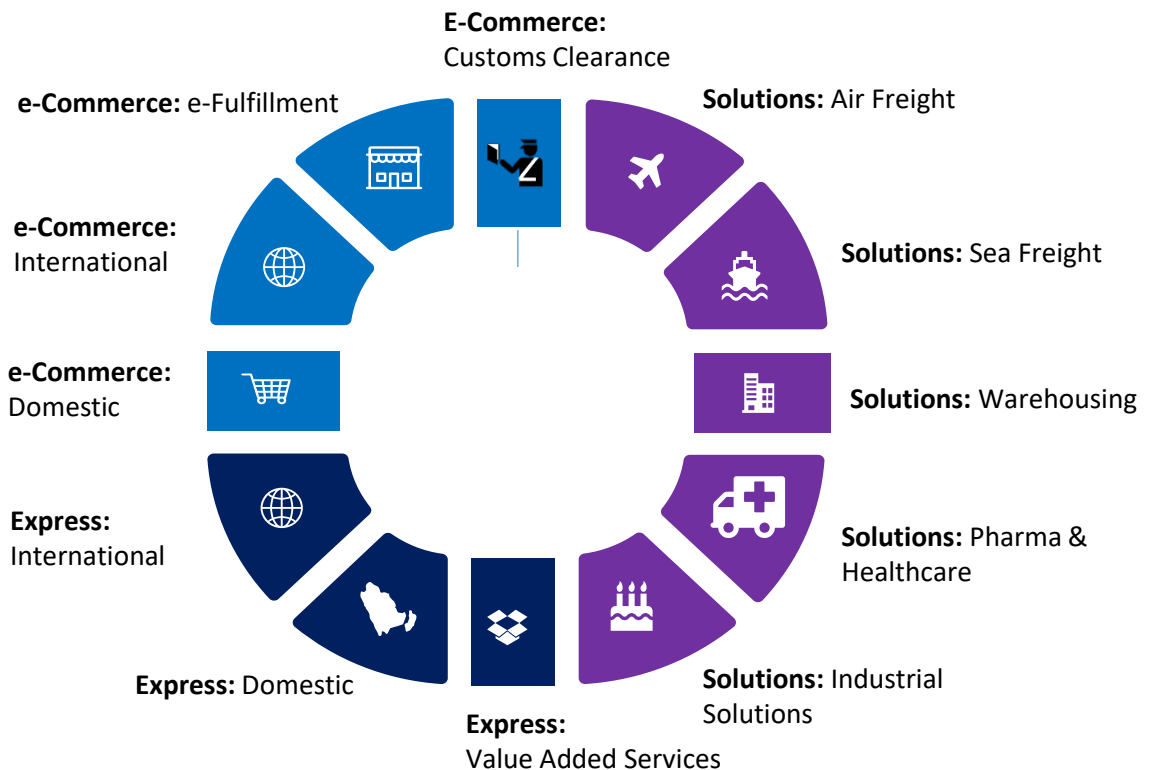 E-Commerce:
Customs Clearance
e-Commerce: e-Fulfillment
Solutions: Air Freight
e-Commerce:
International
Solutions: Sea Freight
e-Commerce:
Domestic
Solutions: Warehousing
Express:
International
Solutions: Pharma &
Healthcare
Express: Domestic
Solutions: Industrial
Solutions
Express:
Value Added Services